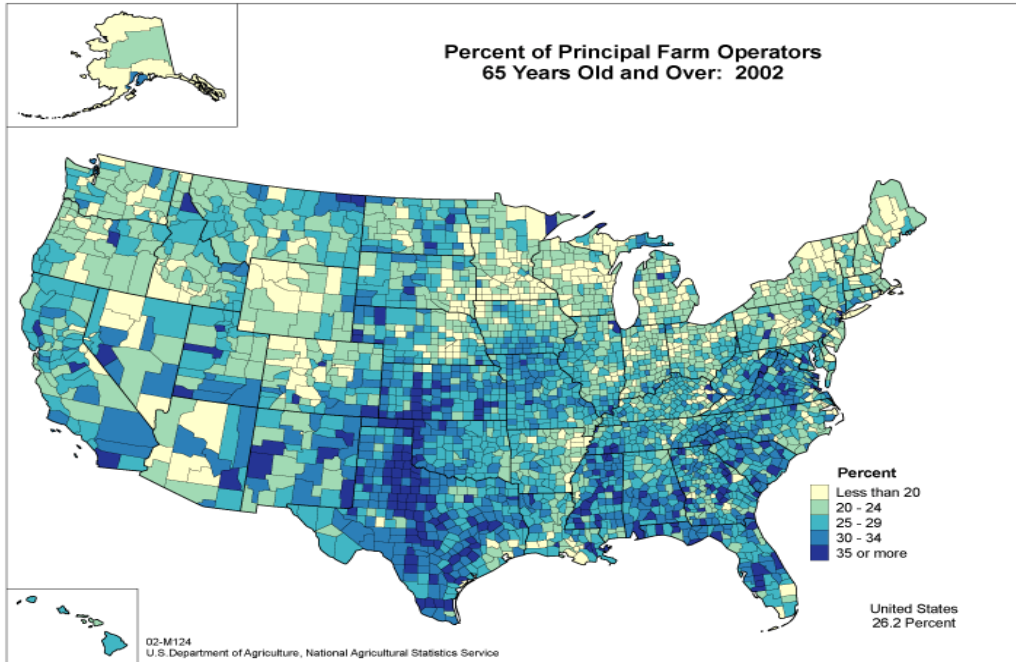 Percent of Principal Farm Operators
65 Years Old and Over: 2002
Percent
Less than 20
20 - 24
25 - 29
30 - 34
35 or more
United States
26.2 Percent
02-M124
U.S.Department of Agriculture, National Agricultural Statistics Service